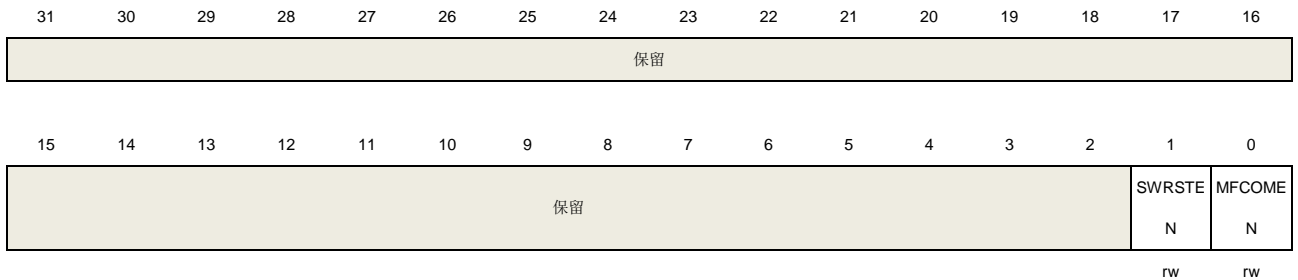 31 30 29 28 27 26 25 24 23 22 21 20 19 18 17 16
保留
15 14 13 12 11 10 9 8 7 6 5 4 3 2 1 0
保留
SWRSTE MFCOME
N N
rw rw